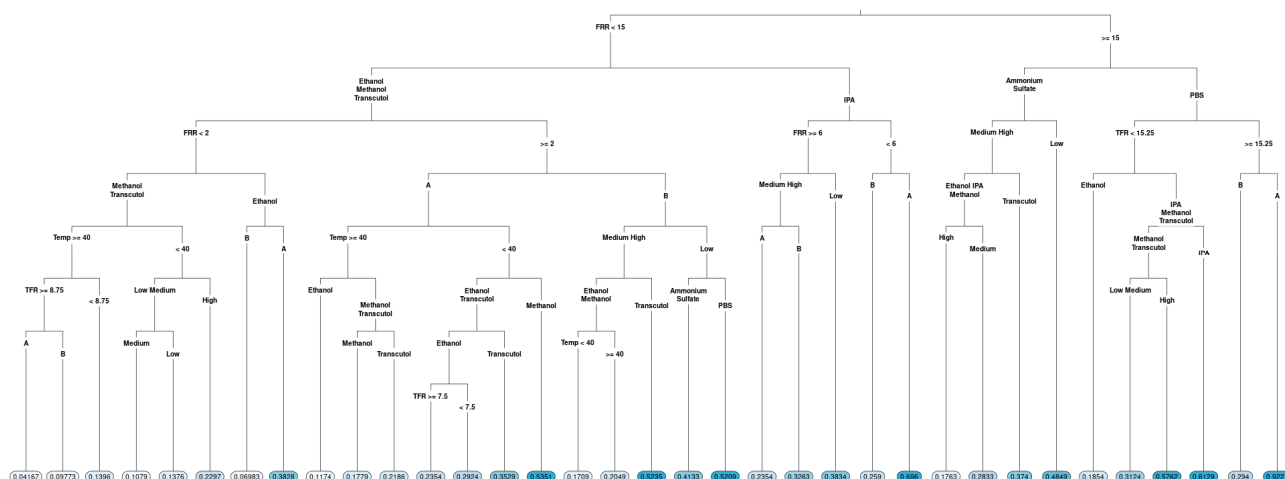 FRR < 15
>= 15
Ethanol
Methanol
Transcutol
IPA
Ammonium
Sulfate
PBS
FRR < 2
>= 2
FRR >= 6
< 6
Medium High
Low
TFR < 15.25
>= 15.25
Methanol
Transcutol
Ethanol
A
B
Medium High
Low
B
A
Ethanol IPA
Methanol
Transcutol
Ethanol
IPA
Methanol
Transcutol
B
A
Temp >= 40
< 40
B
A
Temp >= 40
< 40
Medium High
Low
A
B
High
Medium
Methanol
Transcutol
IPA
TFR >= 8.75
< 8.75
Low Medium
High
Ethanol
Methanol
Transcutol
Ethanol
Transcutol
Methanol
Ethanol
Methanol
Transcutol
Ammonium
Sulfate
PBS
Low Medium
High
A
B
Medium
Low
Methanol
Transcutol
Ethanol
Transcutol
Temp < 40
>= 40
TFR >= 7.5
< 7.5
0.04167 0.09773 0.1396 0.1079 0.1376 0.2297 0.06983 0.3828 0.1174 0.1779 0.2186 0.2354 0.2924 0.3529 0.5351 0.1709 0.2049 0.5235 0.4133 0.5209 0.2354 0.3263 0.3834 0.259 0.696 0.1763 0.2833 0.374 0.4849 0.1854 0.3124 0.5762 0.6129 0.294 0.922